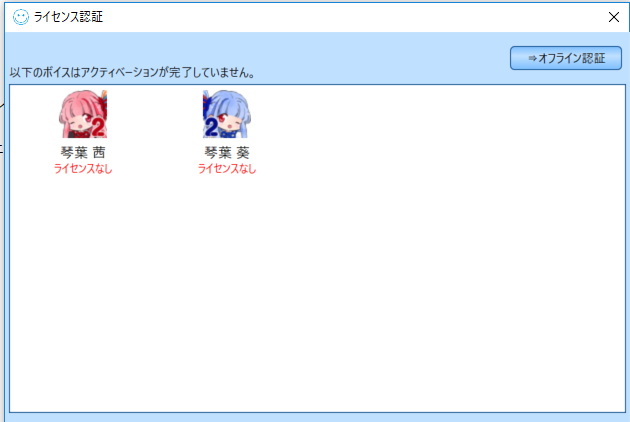 ライセンス認証
⇒オフライン認証
以下のボイスはアクティベーションが完了していません。
2
2
琴葉 茜
琴葉 葵
ライセンスなし
ライセンスなし